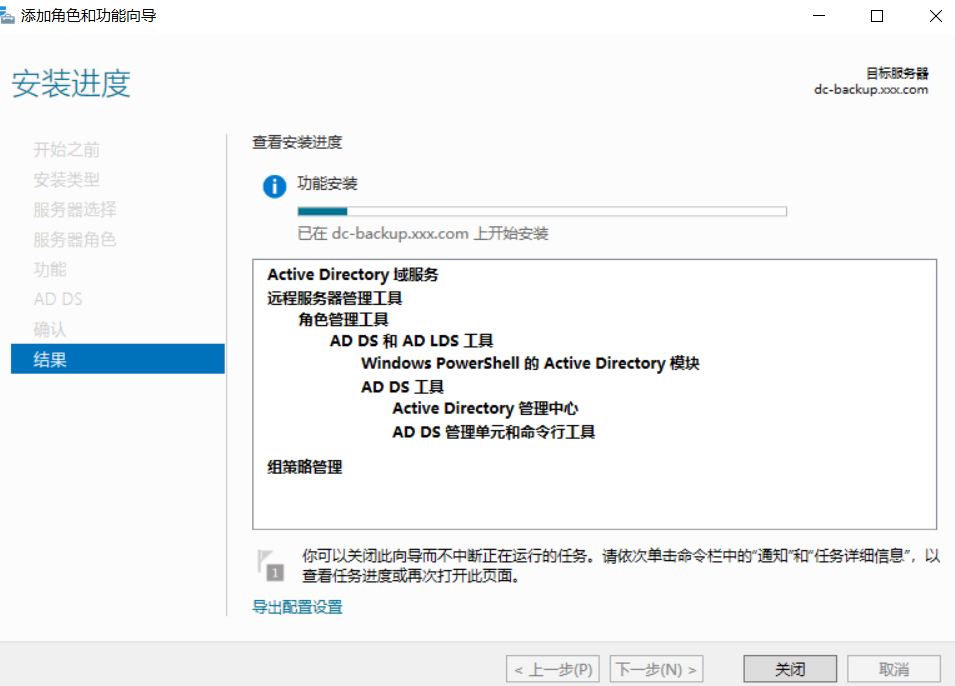 添加角色和功能向导
安装进度
目标服务器
dc-backup.xxx.com
开始之前
安装类型
服务器选择
服务器角色
功能
AD DS
确认
结果
查看安装进度
功能安装
已在 dc-backup.xxx.com 上开始安装
Active Directory 域服务
远程服务器管理工具
角色管理工具
AD DS 和 AD LDS 工具
Windows PowerShell 的 Active Directory 模块
AD DS 工具
Active Directory 管理中心
AD DS 管理单元和命令行工具
组策略管理
1
你可以关闭此向导而不中断正在运行的任务。请依次单击命令栏中的“通知”和“任务详细信息”，以
查看任务进度或再次打开此页面。
导出配置设置
< 上一步(P)
下一步(N) >
关闭
取消